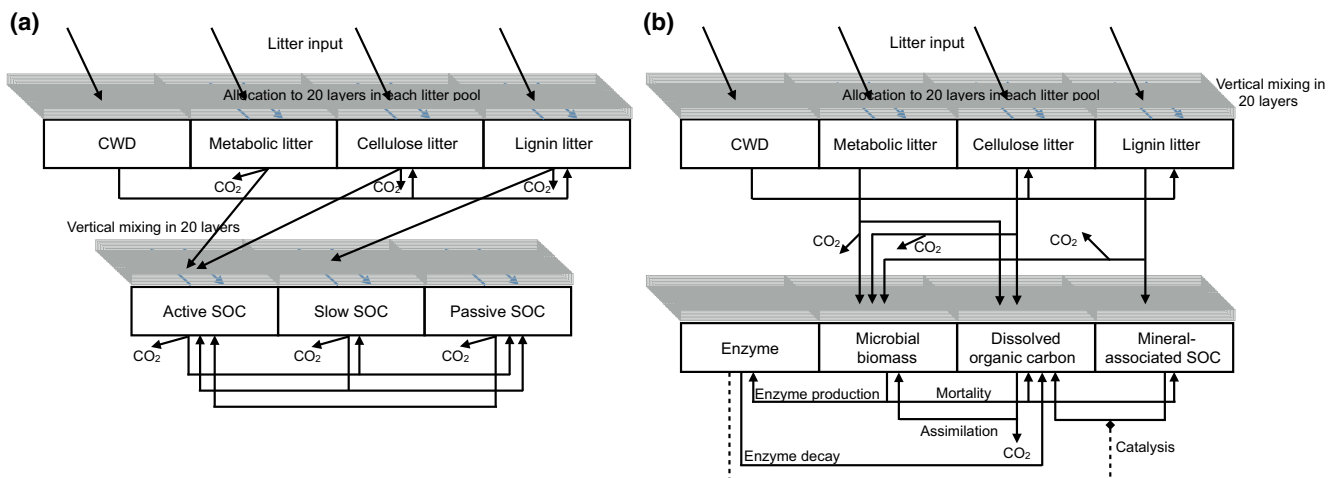 (a)
Litter input
Allocation to 20 layers in each litter pool
CWD
Metabolic litter
Cellulose litter
Lignin litter
CO₂
CO₂
CO₂
Vertical mixing in 20 layers
Active SOC
Slow SOC
Passive SOC
CO₂
CO₂
CO₂
(b)
Litter input
Vertical mixing in
20 layers
Allocation to 20 layers in each litter pool
CWD
Metabolic litter
Cellulose litter
Lignin litter
CO₂
CO₂
CO₂
Enzyme
Microbial
biomass
Dissolved
organic carbon
Mineral-
associated SOC
Enzyme production
Mortality
Assimilation
CO₂
Catalysis
Enzyme decay